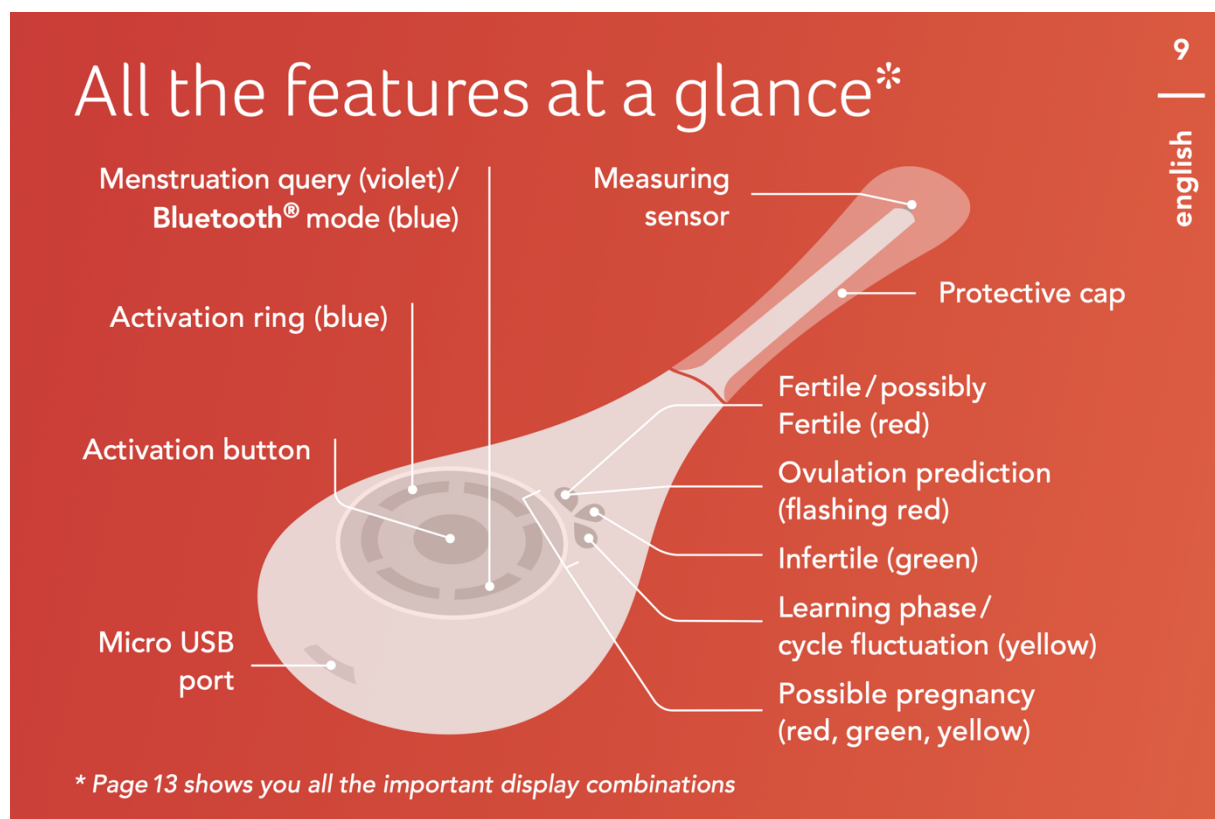 All the features at a glance*
9
english
Menstruation query (violet)/
Bluetooth® mode (blue)
Activation ring (blue)
Activation button
Micro USB
port
Measuring
sensor
Protective cap
Fertile/possibly
Fertile (red)
Ovulation prediction
(flashing red)
Infertile (green)
Learning phase/
cycle fluctuation (yellow)
Possible pregnancy
(red, green, yellow)
* Page 13 shows you all the important display combinations